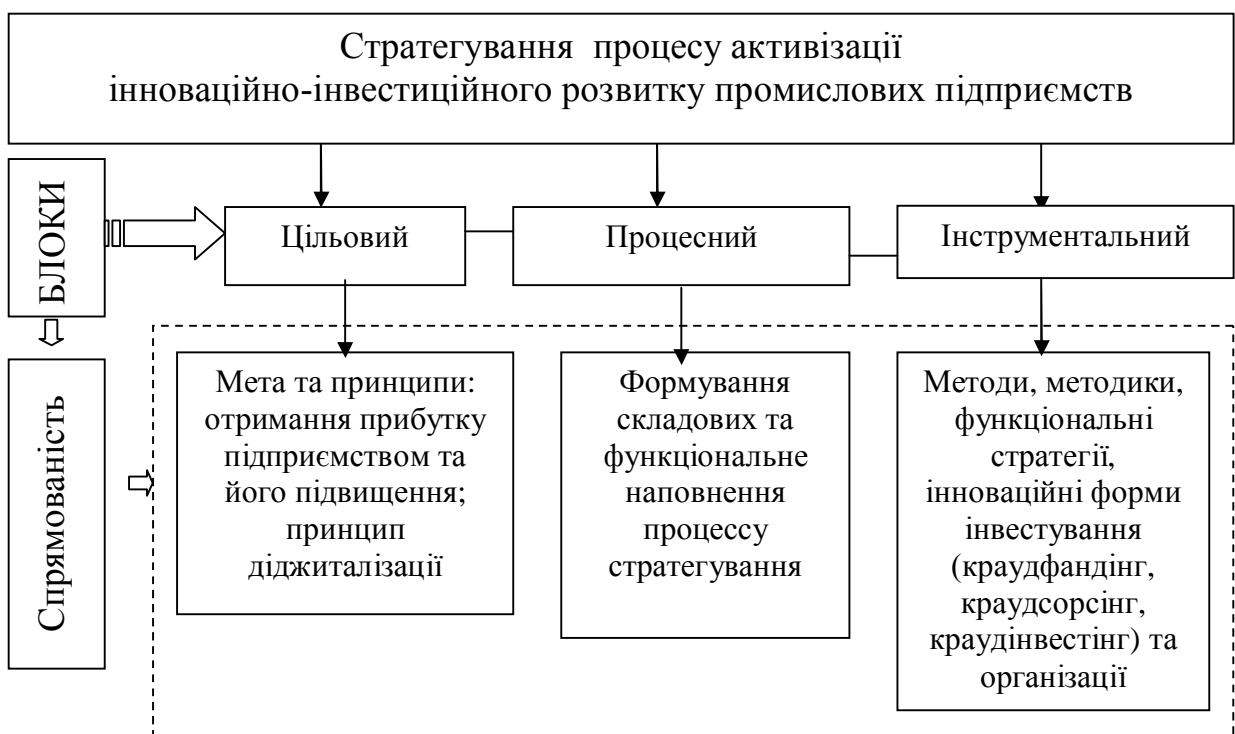 Стратегування процесу активізації
інноваційно-інвестиційного розвитку промислових підприємств
БЛОКИ
Цільовий
Процесний
Інструментальний
Спрямованість
Мета та принципи:
отримання прибутку
підприємством та
його підвищення;
принцип
діджиталізації
Формування
складових та
функціональне
наповнення
процессу
стратегування
Методи, методики,
функціональні
стратегії,
інноваційні форми
інвестування
(краудфандінг,
краудсорсінг,
краудінвестінг) та
організації